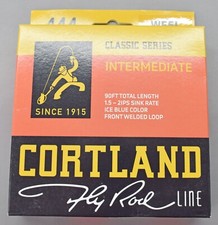 444
CLASSIC SERIES
INTERMEDIATE
90FT TOTAL LENGTH
1.5 - 2IPS SINK RATE
ICE BLUE COLOR
FRONT WELDED LOOP
SINCE 1915
CORTLAND
Fly Rod LINE